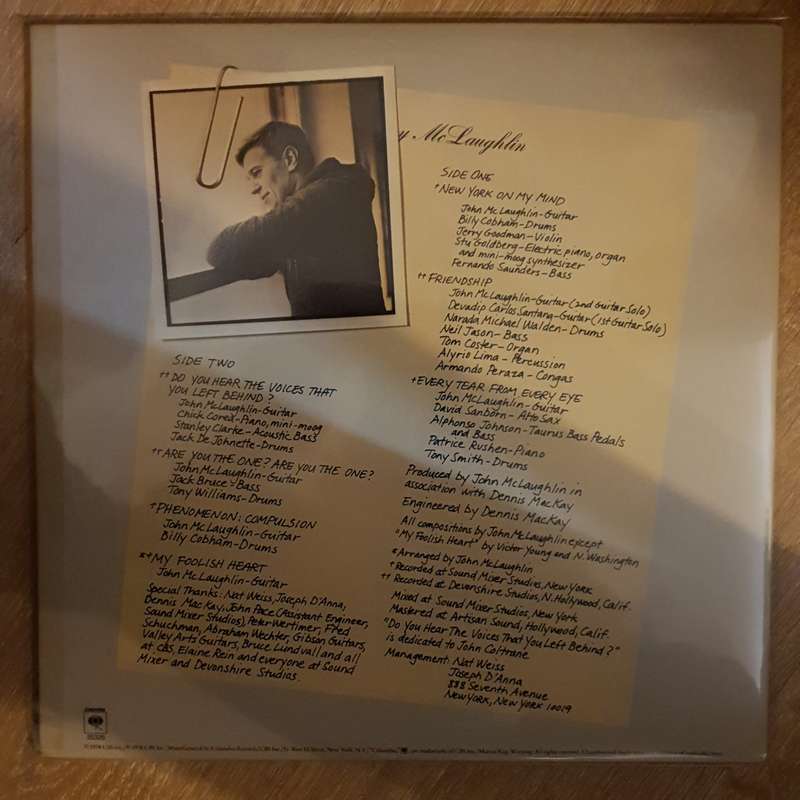 y McLaughlin
SIDE ONE
† NEW YORK ON MY MIND
John McLaughlin-Guitar
Billy Cobham-Drums
Jerry Goodman-Violin
Stu Goldberg-Electric piano, organ
and mini-moog synthesizer
Fernando Saunders-Bass
†† FRIENDSHIP
John McLaughlin-Guitar (2nd Guitar Solo)
Devadip Carlos Santana-Guitar (1st Guitar Solo)
Narada Michael Walden-Drums
Neil Jason-Bass
Tom Coster-Organ
Alyrio Lima-Percussion
Armando Peraza-Congas
† EVERY TEAR FROM EVERY EYE
John McLaughlin-Guitar
David Sanborn-Alto Sax
Alphonso Johnson-Taurus Bass Pedals
and Bass
Patrice Rushen-Piano
Tony Smith-Drums
Produced by John McLaughlin in
association with Dennis MacKay
Engineered by Dennis MacKay
All compositions by John McLaughlin except
"My Foolish Heart" by Victor Young and N. Washington
*Arranged by John McLaughlin
† Recorded at Sound Mixer Studios, New York
†† Recorded at Devonshire Studios, N. Hollywood, Calif.
Mixed at Sound Mixer Studios, New York
Mastered at Artisan Sound, Hollywood, Calif.
"Do You Hear The Voices That You Left Behind?"
is dedicated to John Coltrane.
Management: Nat Weiss
Joseph D'Anna
888 Seventh Avenue
New York, New York 10019
SIDE TWO
†† DO YOU HEAR THE VOICES THAT
YOU LEFT BEHIND?
John McLaughlin-Guitar
Chick Corea-Piano, mini-moog
Stanley Clarke-Acoustic Bass
Jack DeJohnette-Drums
†† ARE YOU THE ONE? ARE YOU THE ONE?
John McLaughlin-Guitar
Jack Bruce-Bass
Tony Williams-Drums
† PHENOMENON: COMPULSION
John McLaughlin-Guitar
Billy Cobham-Drums
*† MY FOOLISH HEART
John McLaughlin-Guitar
Special Thanks: Nat Weiss, Joseph D'Anna,
Dennis MacKay, John Pace (Assistant Engineer,
Sound Mixer Studios), Peter Wertimer, Fred
Schuchman, Abraham Wechter, Gibson Guitars,
Valley Arts Guitars, Bruce Lundvall and all
at CBS, Elaine Rein and everyone at Sound
Mixer and Devonshire Studios.